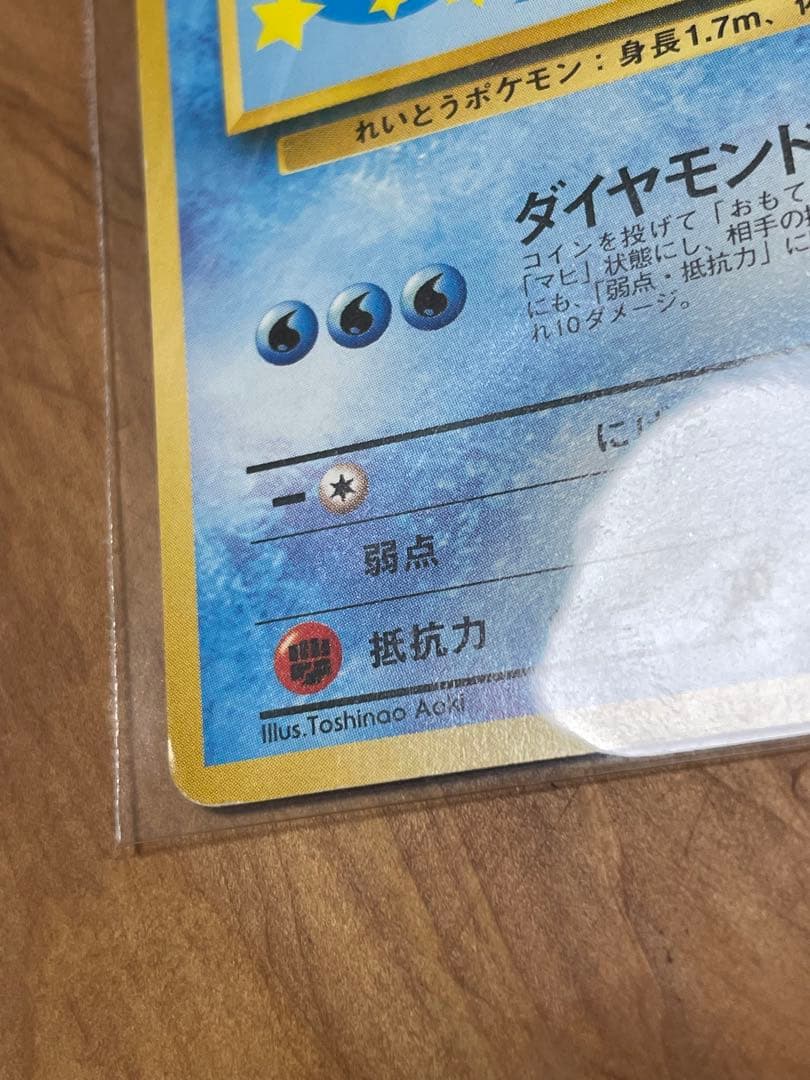 れいとうポケモン：身長1.7m、
ダイヤモンド
コインを投げて「おもて
「マヒ」状態にし、相手の
にも、「弱点・抵抗力」に
れ10ダメージ。
にげ
弱点
抵抗力
Illus.Toshinao Aoki